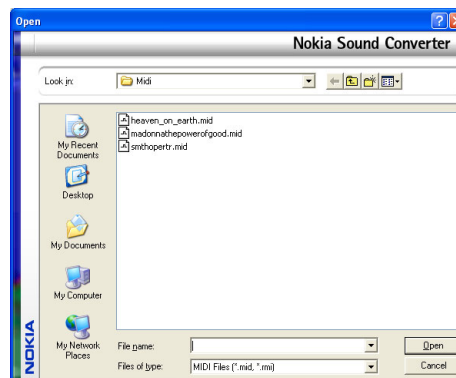 Open
Nokia Sound Converter
Look in: Midi
heaven_on_earth.mid
madonnathepowerofgood.mid
smthopertr.mid
My Recent
Documents
Desktop
My Documents
My Computer
My Network
Places
File name:
Open
Files of type: MIDI Files (*.mid, *.rmi)
Cancel
NOKIA